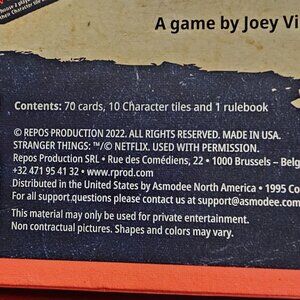 A game by Joey Vi
Contents: 70 cards, 10 Character tiles and 1 rulebook
© REPOS PRODUCTION 2022. ALL RIGHTS RESERVED. MADE IN USA.
STRANGER THINGS: ™/© NETFLIX. USED WITH PERMISSION.
Repos Production SRL • Rue des Comédiens, 22 • 1000 Brussels – Belg
+32 471 95 41 32 • www.rprod.com
Distributed in the United States by Asmodee North America • 1995 Co
For all support questions please contact us at support@asmodee.com
This material may only be used for private entertainment.
Non contractual pictures. Shapes and colors may vary.